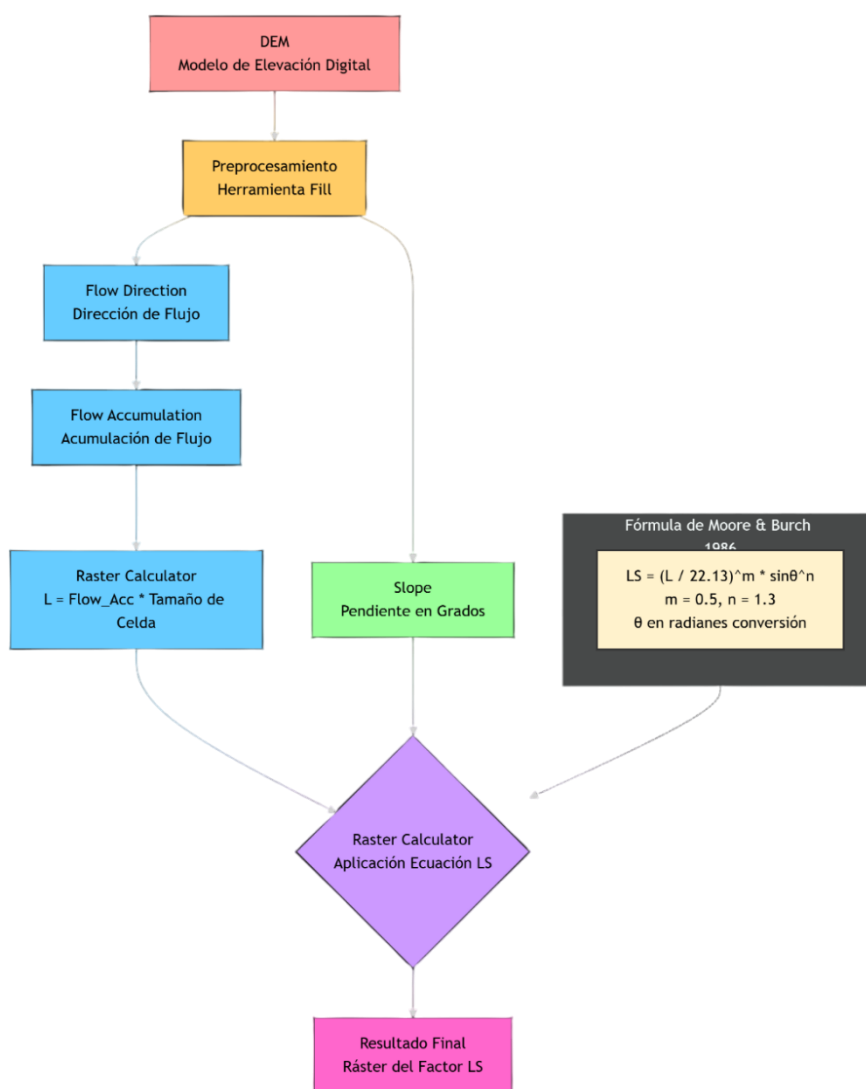 DEM
Modelo de Elevación Digital
Preprocesamiento
Herramienta Fill
Flow Direction
Dirección de Flujo
Flow Accumulation
Acumulación de Flujo
Raster Calculator
L = Flow_Acc * Tamaño de
Celda
Slope
Pendiente en Grados
Fórmula de Moore & Burch
1986
LS = (L / 22.13)^m * sinθ^n
m = 0.5, n = 1.3
θ en radianes conversión
Raster Calculator
Aplicación Ecuación LS
Resultado Final
Ráster del Factor LS